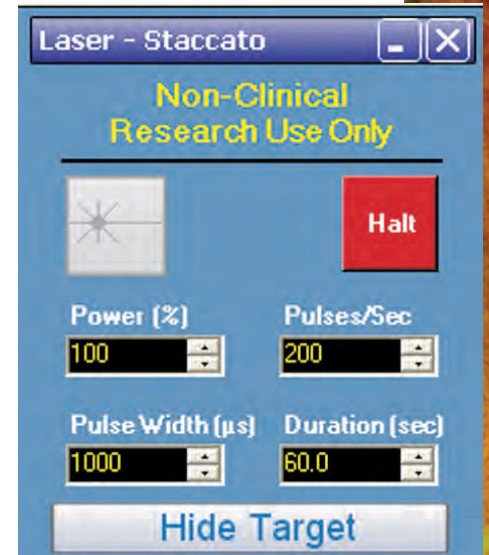 Laser - Staccato
Non-Clinical
Research Use Only
Halt
Power (%) Pulses/Sec
100 200
Pulse Width (µs) Duration (sec)
1000 60.0
Hide Target